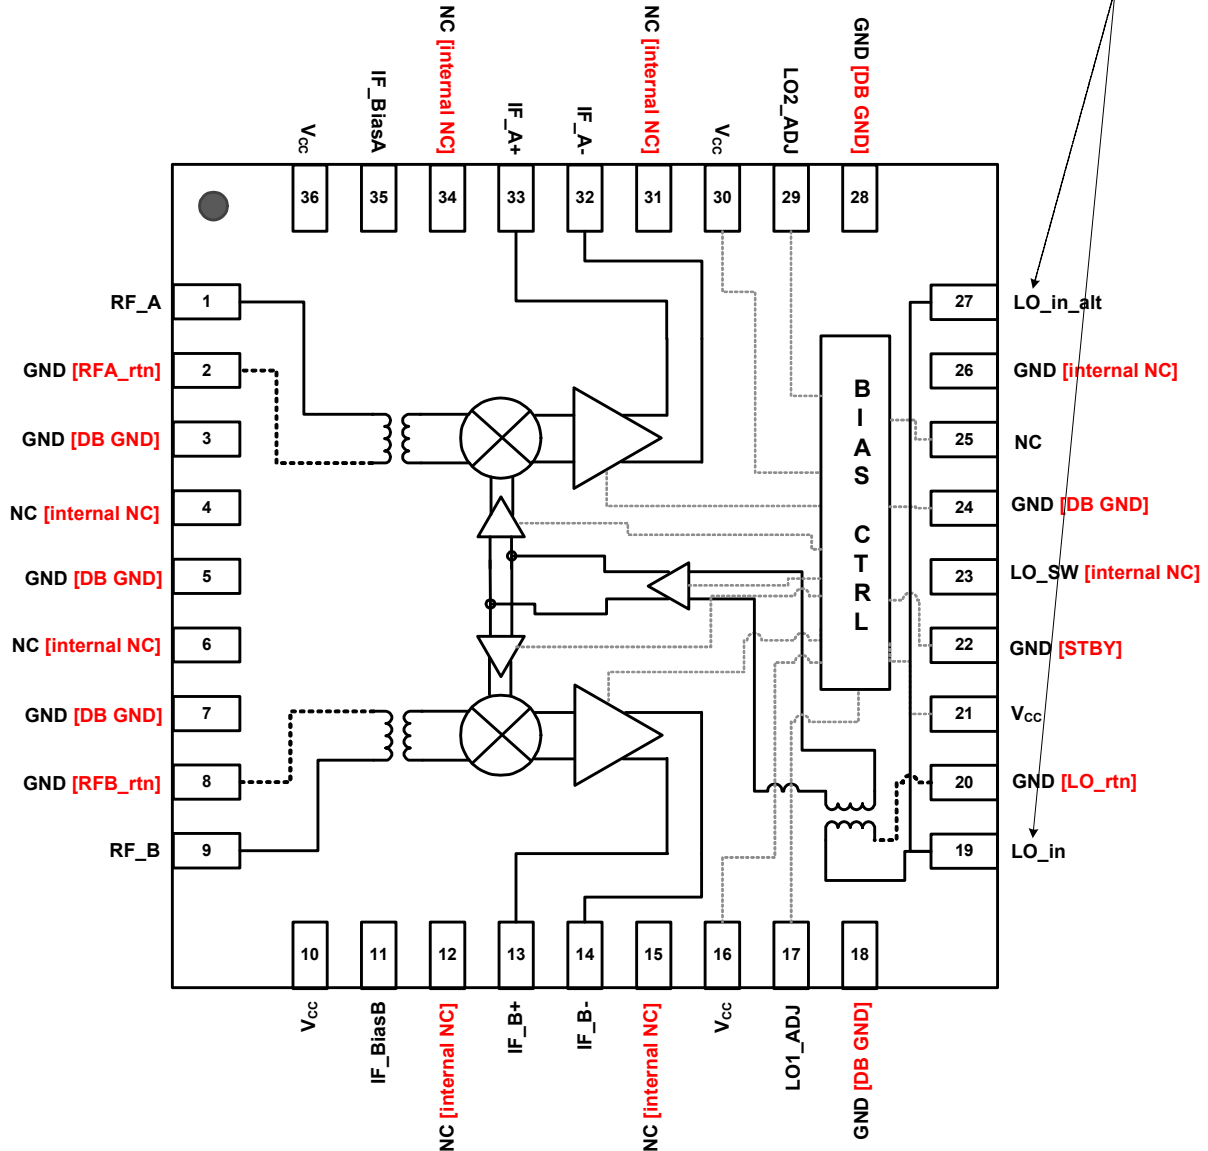 NC [internal NC]
NC [internal NC]
GND [DB GND]
IF_BiasA
LO2_ADJ
IF_A+
IF_A-
VCC
VCC
36
35
34
33
32
31
30
29
28
RF_A
1
27
LO_in_alt
GND [RFA_rtn]
2
26
GND [internal NC]
GND [DB GND]
3
25
NC
NC [internal NC]
4
24
GND [DB GND]
GND [DB GND]
5
23
LO_SW [internal NC]
NC [internal NC]
6
22
GND [STBY]
GND [DB GND]
7
21
VCC
GND [RFB_rtn]
8
20
GND [LO_rtn]
RF_B
9
19
LO_in
BIAS CTRL
10
11
12
13
14
15
16
17
18
VCC
IF_BiasB
NC [internal NC]
IF_B+
IF_B-
NC [internal NC]
VCC
LO1_ADJ
GND [DB GND]